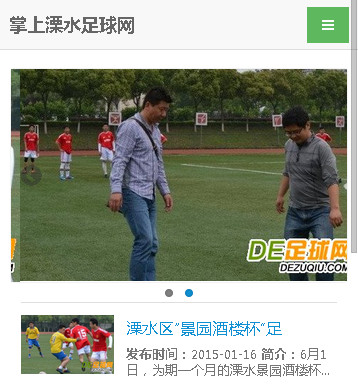 掌上溧水足球网
DE足球网
DEZUQIU.COM
溧水区“景园酒楼杯”足
发布时间：2015-01-16 简介：6月1
日，为期一个月的溧水景园酒楼杯...